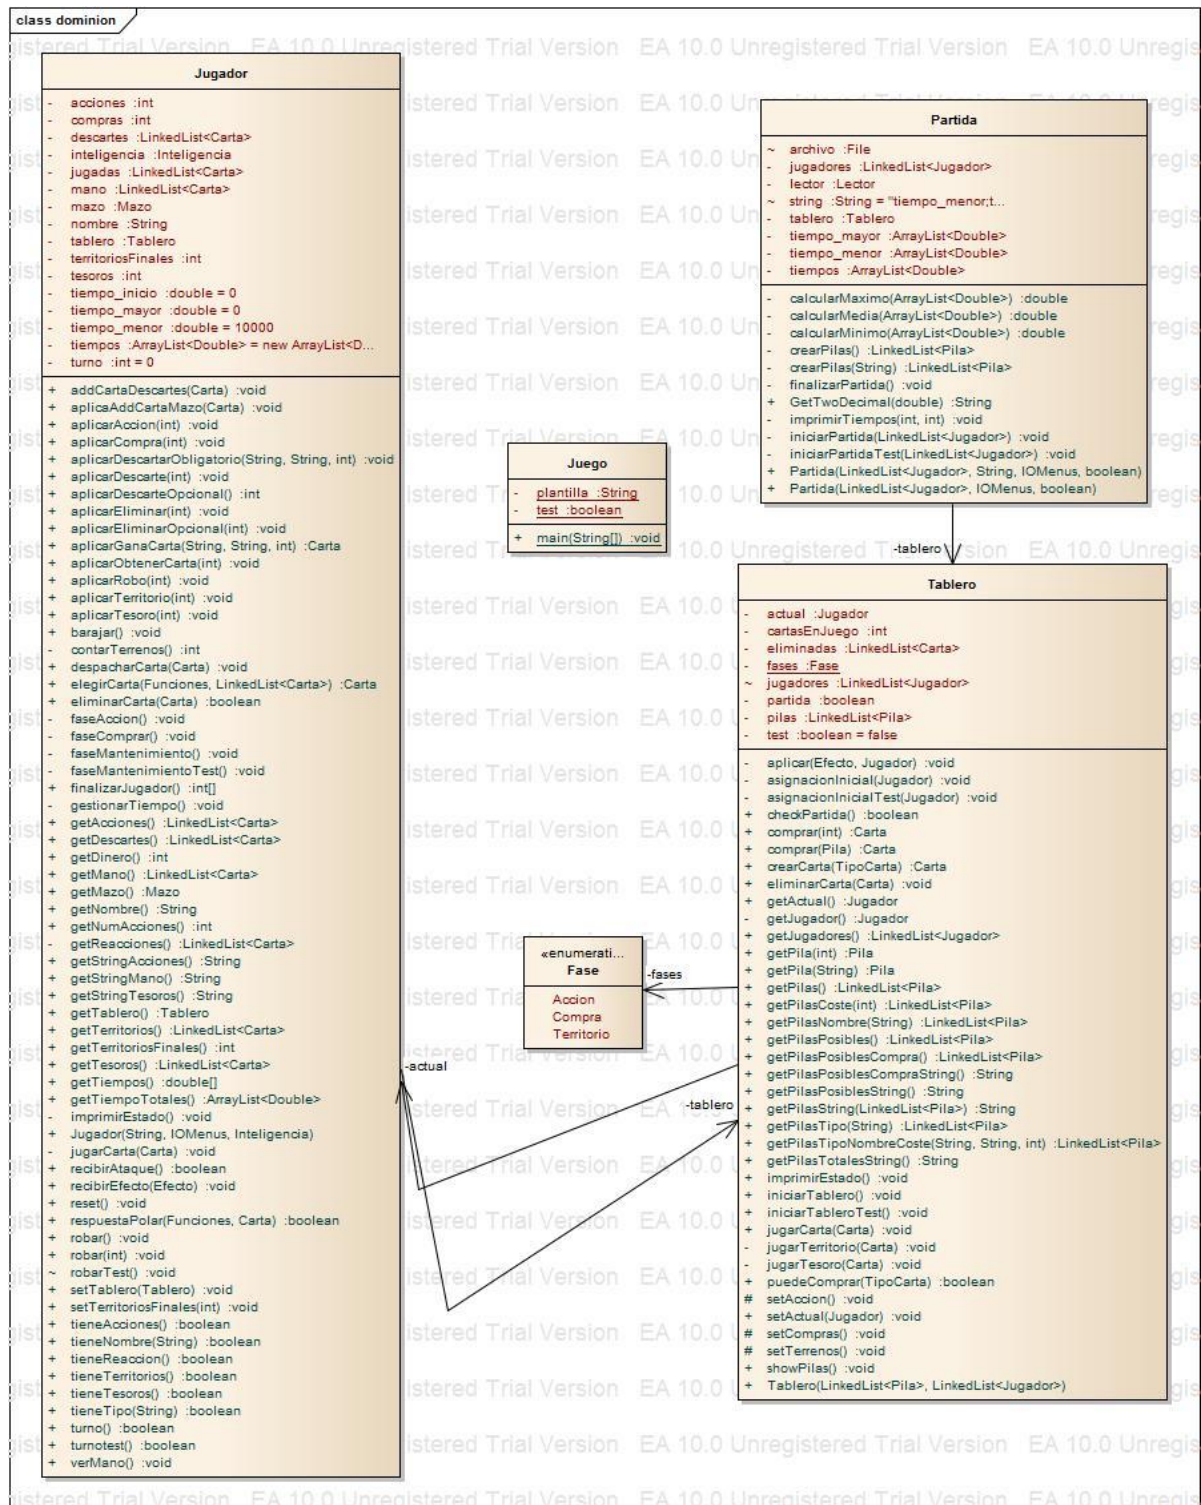 class dominion
Jugador
- acciones :int
- compras :int
- descartes :LinkedList<Carta>
- inteligencia :Inteligencia
- jugadas :LinkedList<Carta>
- mano :LinkedList<Carta>
- mazo :Mazo
- nombre :String
- tablero :Tablero
- territoriosFinales :int
- tesoros :int
- tiempo_inicio :double = 0
- tiempo_mayor :double = 0
- tiempo_menor :double = 10000
- tiempos :ArrayList<Double> = new ArrayList<D...
- turno :int = 0
+ addCartaDescartes(Carta) :void
+ aplicaAddCartaMazo(Carta) :void
+ aplicarAccion(int) :void
+ aplicarCompra(int) :void
+ aplicarDescartarObligatorio(String, String, int) :void
+ aplicarDescarte(int) :void
+ aplicarDescarteOpcional() :int
+ aplicarEliminar(int) :void
+ aplicarEliminarOpcional(int) :void
+ aplicarGanaCarta(String, String, int) :Carta
+ aplicarObtenerCarta(int) :void
+ aplicarRobo(int) :void
+ aplicarTerritorio(int) :void
+ aplicarTesoro(int) :void
+ barajar() :void
- contarTerrenos() :int
+ despacharCarta(Carta) :void
+ elegirCarta(Funciones, LinkedList<Carta>) :Carta
+ eliminarCarta(Carta) :boolean
- faseAccion() :void
- faseComprar() :void
- faseMantenimiento() :void
- faseMantenimientoTest() :void
+ finalizarJugador() :int[]
- gestionarTiempo() :void
+ getAcciones() :LinkedList<Carta>
+ getDescartes() :LinkedList<Carta>
+ getDinero() :int
+ getMano() :LinkedList<Carta>
+ getMazo() :Mazo
+ getNombre() :String
+ getNumAcciones() :int
- getReacciones() :LinkedList<Carta>
+ getStringAcciones() :String
+ getStringMano() :String
+ getStringTesoros() :String
+ getTablero() :Tablero
+ getTerritorios() :LinkedList<Carta>
+ getTerritoriosFinales() :int
+ getTesoros() :LinkedList<Carta>
+ getTiempos() :double[]
+ getTiempoTotales() :ArrayList<Double>
- imprimirEstado() :void
+ Jugador(String, IOMenus, Inteligencia)
- jugarCarta(Carta) :void
+ recibirAtaque() :boolean
+ recibirEfecto(Efecto) :void
+ reset() :void
+ respuestaPolar(Funciones, Carta) :boolean
+ robar() :void
+ robar(int) :void
~ robarTest() :void
+ setTablero(Tablero) :void
+ setTerritoriosFinales(int) :void
+ tieneAcciones() :boolean
+ tieneNombre(String) :boolean
+ tieneReaccion() :boolean
+ tieneTerritorios() :boolean
+ tieneTesoros() :boolean
+ tieneTipo(String) :boolean
+ turno() :boolean
+ turnotest() :boolean
+ verMano() :void
Juego
- plantilla :String
- test :boolean
+ main(String[]) :void
Partida
~ archivo :File
- jugadores :LinkedList<Jugador>
- lector :Lector
~ string :String = "tiempo_menor;t...
- tablero :Tablero
- tiempo_mayor :ArrayList<Double>
- tiempo_menor :ArrayList<Double>
- tiempos :ArrayList<Double>
- calcularMaximo(ArrayList<Double>) :double
- calcularMedia(ArrayList<Double>) :double
- calcularMinimo(ArrayList<Double>) :double
- crearPilas() :LinkedList<Pila>
- crearPilas(String) :LinkedList<Pila>
- finalizarPartida() :void
+ GetTwoDecimal(double) :String
- imprimirTiempos(int, int) :void
- iniciarPartida(LinkedList<Jugador>) :void
- iniciarPartidaTest(LinkedList<Jugador>) :void
+ Partida(LinkedList<Jugador>, String, IOMenus, boolean)
+ Partida(LinkedList<Jugador>, IOMenus, boolean)
-tablero
Tablero
- actual :Jugador
- cartasEnJuego :int
- eliminadas :LinkedList<Carta>
- fases :Fase
~ jugadores :LinkedList<Jugador>
- partida :boolean
- pilas :LinkedList<Pila>
- test :boolean = false
- aplicar(Efecto, Jugador) :void
- asignacionInicial(Jugador) :void
- asignacionInicialTest(Jugador) :void
+ checkPartida() :boolean
+ comprar(int) :Carta
+ comprar(Pila) :Carta
+ crearCarta(TipoCarta) :Carta
+ eliminarCarta(Carta) :void
+ getActual() :Jugador
- getJugador() :Jugador
+ getJugadores() :LinkedList<Jugador>
+ getPila(int) :Pila
+ getPila(String) :Pila
+ getPilas() :LinkedList<Pila>
+ getPilasCoste(int) :LinkedList<Pila>
+ getPilasNombre(String) :LinkedList<Pila>
+ getPilasPosibles() :LinkedList<Pila>
+ getPilasPosiblesCompra() :LinkedList<Pila>
+ getPilasPosiblesCompraString() :String
+ getPilasPosiblesString() :String
+ getPilasString(LinkedList<Pila>) :String
+ getPilasTipo(String) :LinkedList<Pila>
+ getPilasTipoNombreCoste(String, String, int) :LinkedList<Pila>
+ getPilasTotalesString() :String
+ imprimirEstado() :void
+ iniciarTablero() :void
+ iniciarTableroTest() :void
+ jugarCarta(Carta) :void
- jugarTerritorio(Carta) :void
- jugarTesoro(Carta) :void
+ puedeComprar(TipoCarta) :boolean
# setAccion() :void
+ setActual(Jugador) :void
# setCompras() :void
# setTerrenos() :void
+ showPilas() :void
+ Tablero(LinkedList<Pila>, LinkedList<Jugador>)
«enumerati...
Fase
Accion
Compra
Territorio
-fases
-actual
-tablero
EA 10.0 Unregistered Trial Version